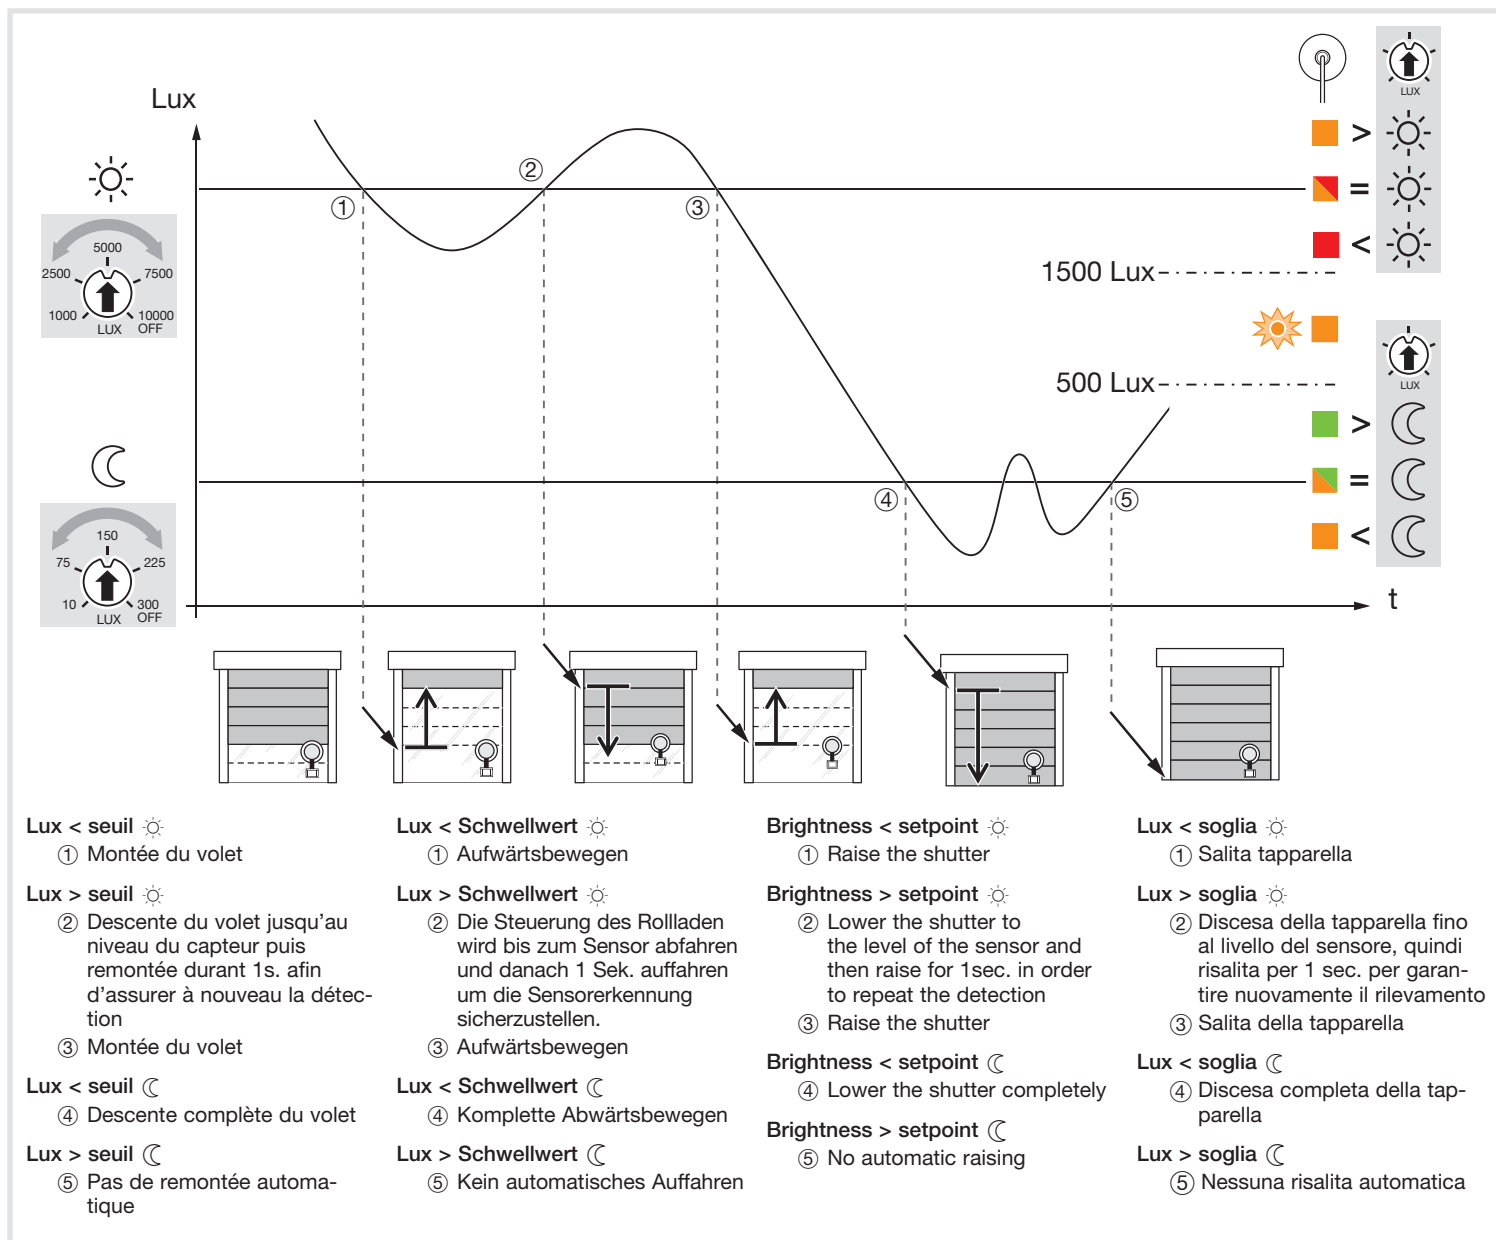 Lux
LUX
②
①
③
5000
2500
7500
1000
10000
LUX
OFF
>
=
<
1500 Lux
500 Lux
LUX
>
=
<
④
⑤
150
75
225
10
300
LUX
OFF
t
Lux < seuil
① Montée du volet
Lux > seuil
② Descente du volet jusqu'au
niveau du capteur puis
remontée durant 1s. afin
d'assurer à nouveau la détec-
tion
③ Montée du volet
Lux < seuil
④ Descente complète du volet
Lux > seuil
⑤ Pas de remontée automa-
tique
Lux < Schwellwert
① Aufwärtsbewegen
Lux > Schwellwert
② Die Steuerung des Rollladen
wird bis zum Sensor abfahren
und danach 1 Sek. auffahren
um die Sensorerkennung
sicherzustellen.
③ Aufwärtsbewegen
Lux < Schwellwert
④ Komplette Abwärtsbewegen
Lux > Schwellwert
⑤ Kein automatisches Auffahren
Brightness < setpoint
① Raise the shutter
Brightness > setpoint
② Lower the shutter to
the level of the sensor and
then raise for 1sec. in order
to repeat the detection
③ Raise the shutter
Brightness < setpoint
④ Lower the shutter completely
Brightness > setpoint
⑤ No automatic raising
Lux < soglia
① Salita tapparella
Lux > soglia
② Discesa della tapparella fino
al livello del sensore, quindi
risalita per 1 sec. per garan-
tire nuovamente il rilevamento
③ Salita della tapparella
Lux < soglia
④ Discesa completa della tap-
parella
Lux > soglia
⑤ Nessuna risalita automatica